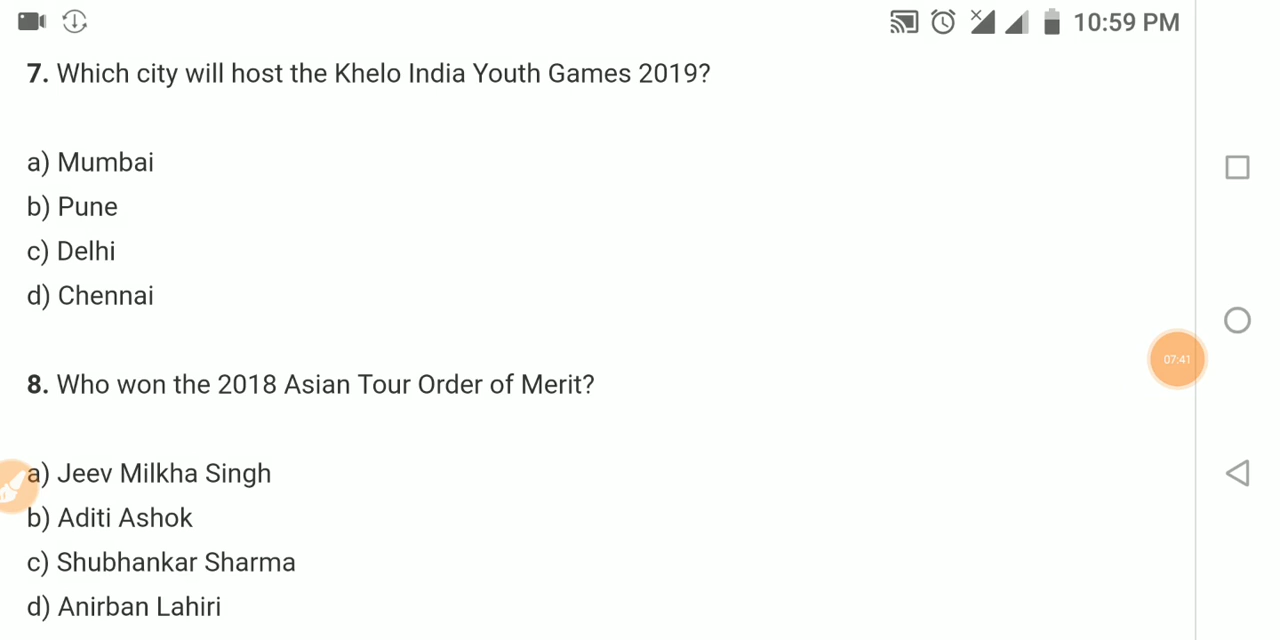 10:59 PM
7. Which city will host the Khelo India Youth Games 2019?
a) Mumbai
b) Pune
c) Delhi
d) Chennai
07:41
8. Who won the 2018 Asian Tour Order of Merit?
a) Jeev Milkha Singh
b) Aditi Ashok
c) Shubhankar Sharma
d) Anirban Lahiri